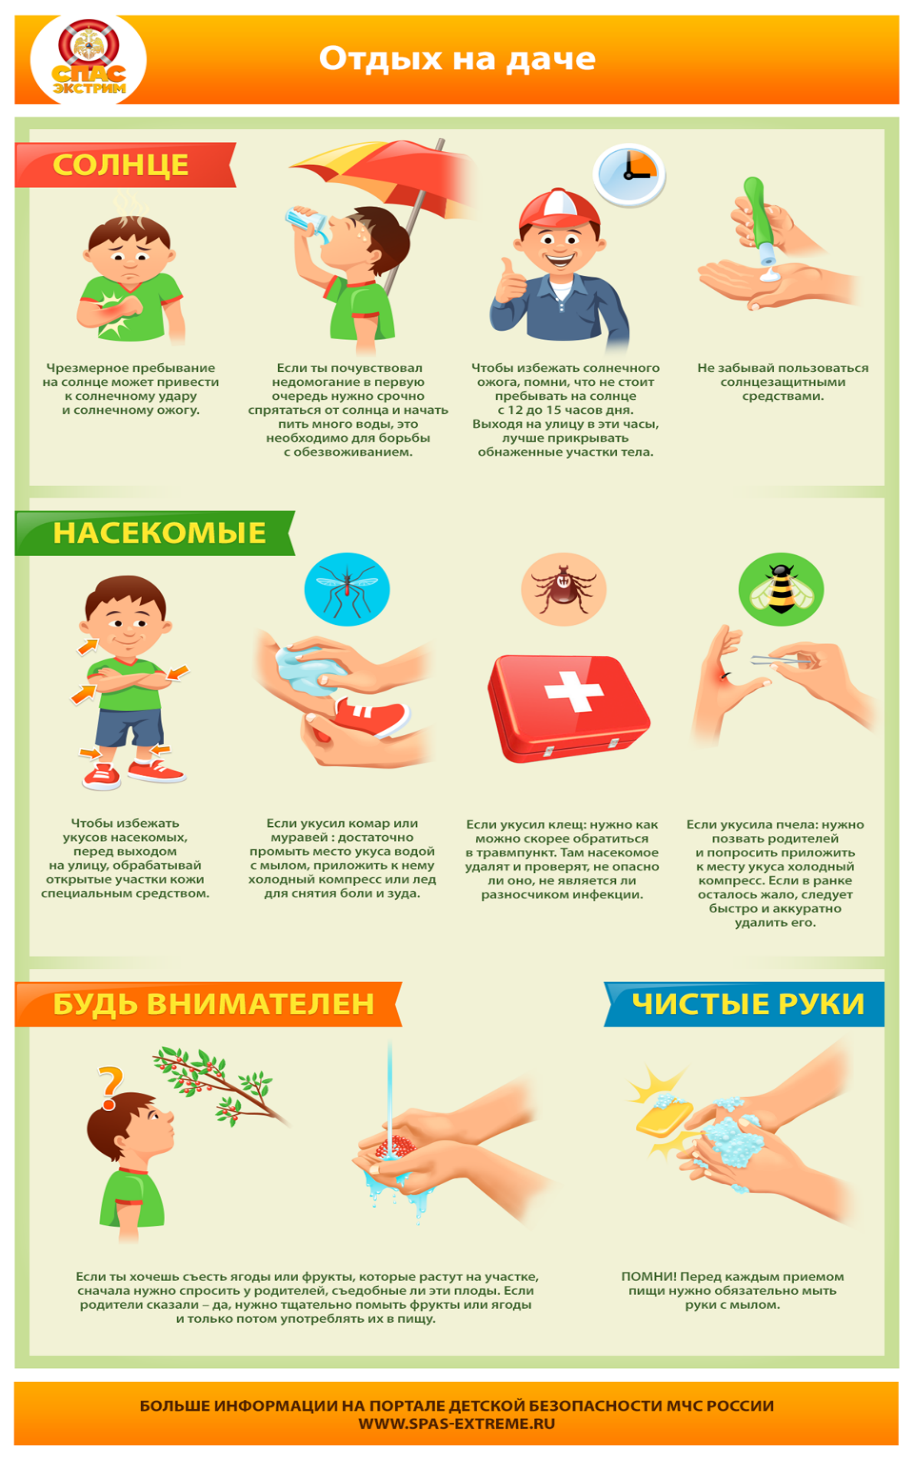 СПАС
ЭКСТРИМ
Отдых на даче
СОЛНЦЕ
Чрезмерное пребывание
на солнце может привести
к солнечному удару
и солнечному ожогу.
Если ты почувствовал
недомогание в первую
очередь нужно срочно
спрятаться от солнца и начать
пить много воды, это
необходимо для борьбы
с обезвоживанием.
Чтобы избежать солнечного
ожога, помни, что не стоит
пребывать на солнце
с 12 до 15 часов дня.
Выходя на улицу в эти часы,
лучше прикрывать
обнаженные участки тела.
Не забывай пользоваться
солнцезащитными
средствами.
НАСЕКОМЫЕ
Чтобы избежать
укусов насекомых,
перед выходом
на улицу, обрабатывай
открытые участки кожи
специальным средством.
Если укусил комар или
муравей : достаточно
промыть место укуса водой
с мылом, приложить к нему
холодный компресс или лед
для снятия боли и зуда.
Если укусил клещ: нужно как
можно скорее обратиться
в травмпункт. Там насекомое
удалят и проверят, не опасно
ли оно, не является ли
разносчиком инфекции.
Если укусила пчела: нужно
позвать родителей
и попросить приложить
к месту укуса холодный
компресс. Если в ранке
осталось жало, следует
быстро и аккуратно
удалить его.
БУДЬ ВНИМАТЕЛЕН
?
Если ты хочешь съесть ягоды или фрукты, которые растут на участке,
сначала нужно спросить у родителей, съедобные ли эти плоды. Если
родители сказали – да, нужно тщательно помыть фрукты или ягоды
и только потом употреблять их в пищу.
ЧИСТЫЕ РУКИ
ПОМНИ! Перед каждым приемом
пищи нужно обязательно мыть
руки с мылом.
БОЛЬШЕ ИНФОРМАЦИИ НА ПОРТАЛЕ ДЕТСКОЙ БЕЗОПАСНОСТИ МЧС РОССИИ
WWW.SPAS-EXTREME.RU